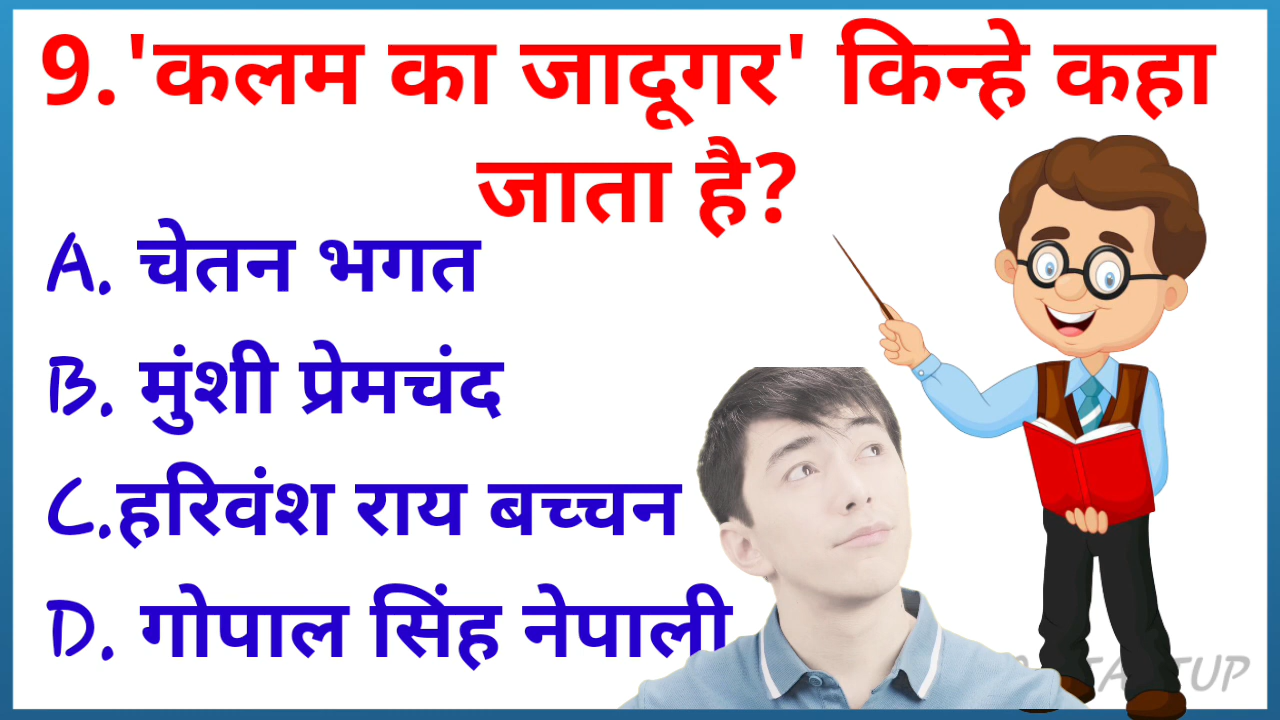 9. 'कलम का जादूगर' किन्हे कहा
जाता है?
A. चेतन भगत
B. मुंशी प्रेमचंद
C.हरिवंश राय बच्चन
D. गोपाल सिंह नेपाली